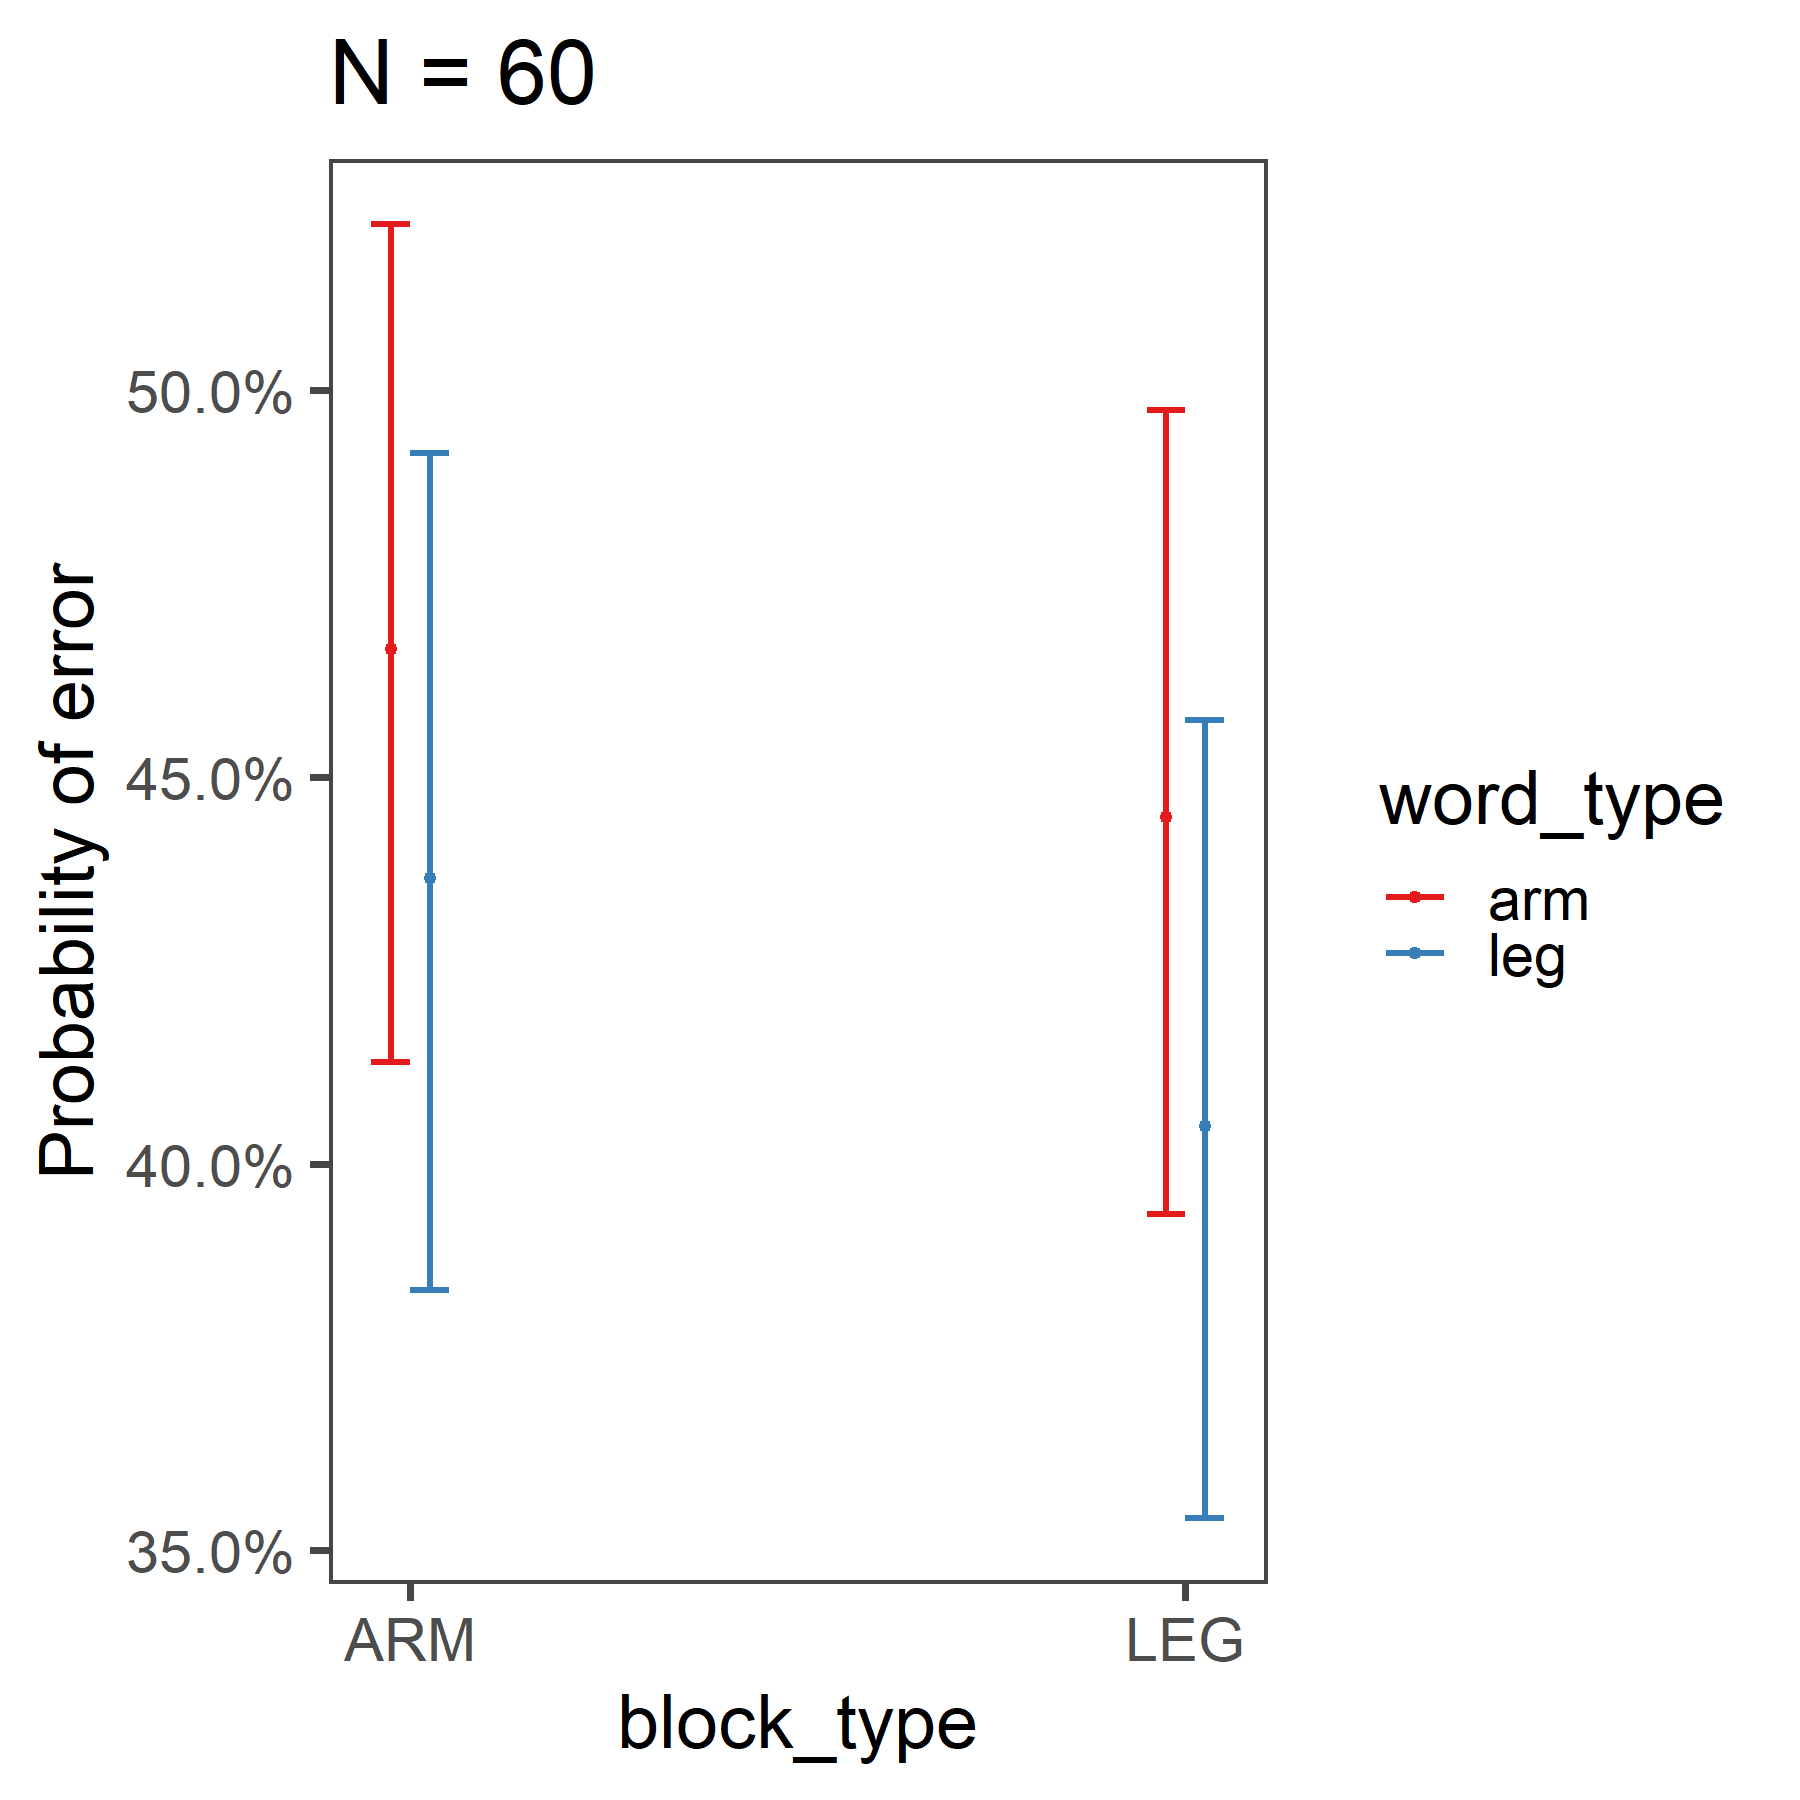 N = 60
Probability of error
50.0%
45.0%
40.0%
35.0%
ARM
LEG
block_type
word_type
arm
leg